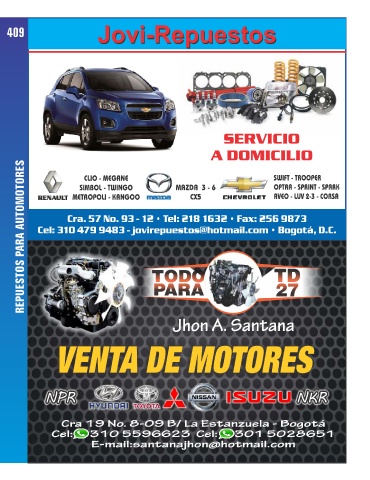 409
REPUESTOS PARA AUTOMOTORES
Jovi-Repuestos
SERVICIO
A DOMICILIO
RENAULT
CLIO - MEGANE
SIMBOL - TWINGO
METROPOLI - KANGOO
mazda
MAZDA 3 - 6
CX5
CHEVROLET
SWIFT - TROOPER
OPTRA - SPAINT - SPARK
AVEO - LUV 2-3 - CORSA
Cra. 57 No. 93 - 12 • Tel: 218 1632 • Fax: 256 9873
Cel: 310 479 9483 - jovirepuestos@hotmail.com • Bogotá, D.C.
TODO PARA TD 27
Jhon A. Santana
VENTA DE MOTORES
NPR HYUNDAI TOYOTA NISSAN ISUZU NKR
Cra 19 No. 8-09 B/ La Estanzuela - Bogotá
Cel: 310 5596623 Cel: 301 5028651
E-mail:santanajhon@hotmail.com